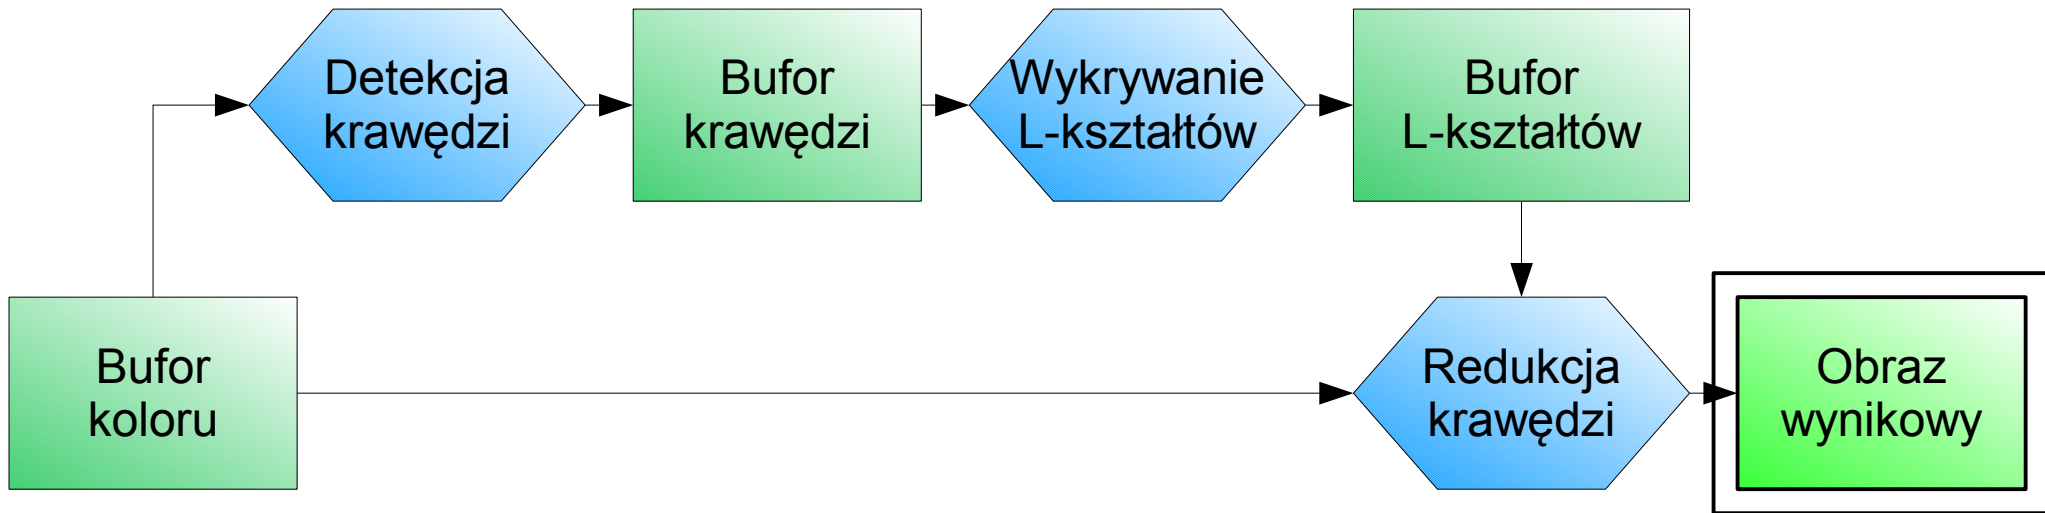 Detekcja
krawędzi
Bufor
krawędzi
Wykrywanie
L-kształtów
Bufor
L-kształtów
Bufor
koloru
Redukcja
krawędzi
Obraz
wynikowy